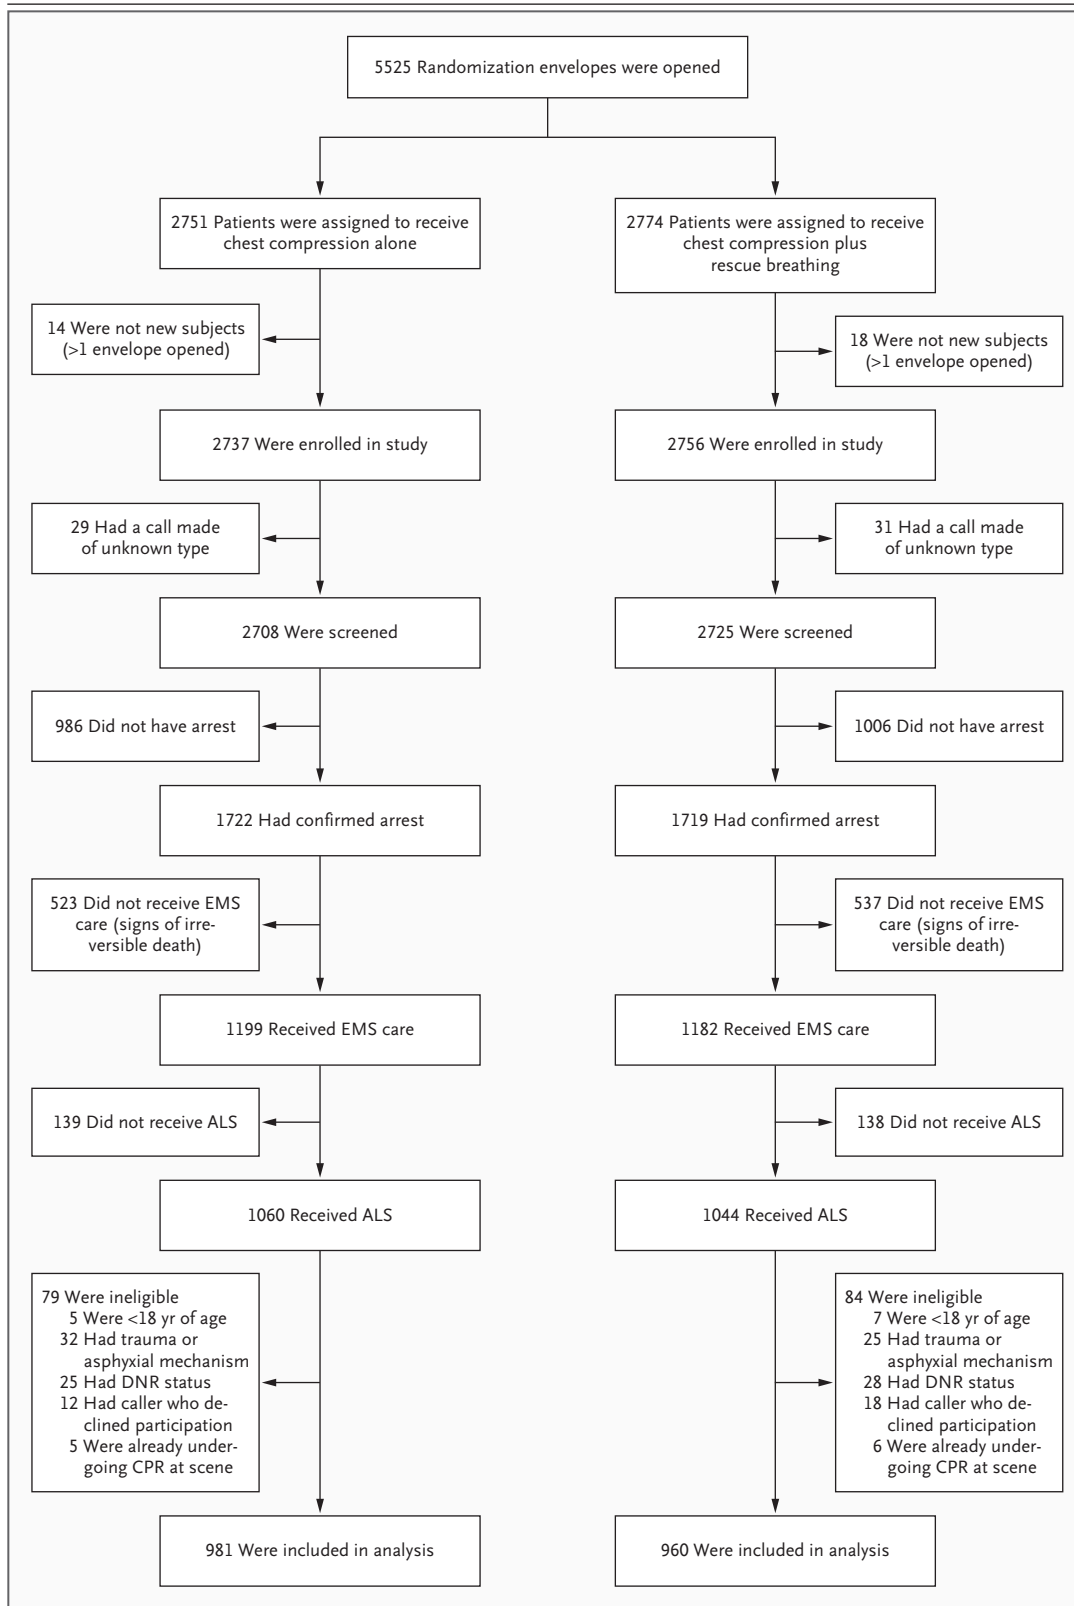 5525 Randomization envelopes were opened
2751 Patients were assigned to receive
chest compression alone
2774 Patients were assigned to receive
chest compression plus
rescue breathing
14 Were not new subjects
(>1 envelope opened)
18 Were not new subjects
(>1 envelope opened)
2737 Were enrolled in study
2756 Were enrolled in study
29 Had a call made
of unknown type
31 Had a call made
of unknown type
2708 Were screened
2725 Were screened
986 Did not have arrest
1006 Did not have arrest
1722 Had confirmed arrest
1719 Had confirmed arrest
523 Did not receive EMS
care (signs of irre-
versible death)
537 Did not receive EMS
care (signs of irre-
versible death)
1199 Received EMS care
1182 Received EMS care
139 Did not receive ALS
138 Did not receive ALS
1060 Received ALS
1044 Received ALS
79 Were ineligible
5 Were <18 yr of age
32 Had trauma or
asphyxial mechanism
25 Had DNR status
12 Had caller who de-
clined participation
5 Were already under-
going CPR at scene
84 Were ineligible
7 Were <18 yr of age
25 Had trauma or
asphyxial mechanism
28 Had DNR status
18 Had caller who de-
clined participation
6 Were already under-
going CPR at scene
981 Were included in analysis
960 Were included in analysis